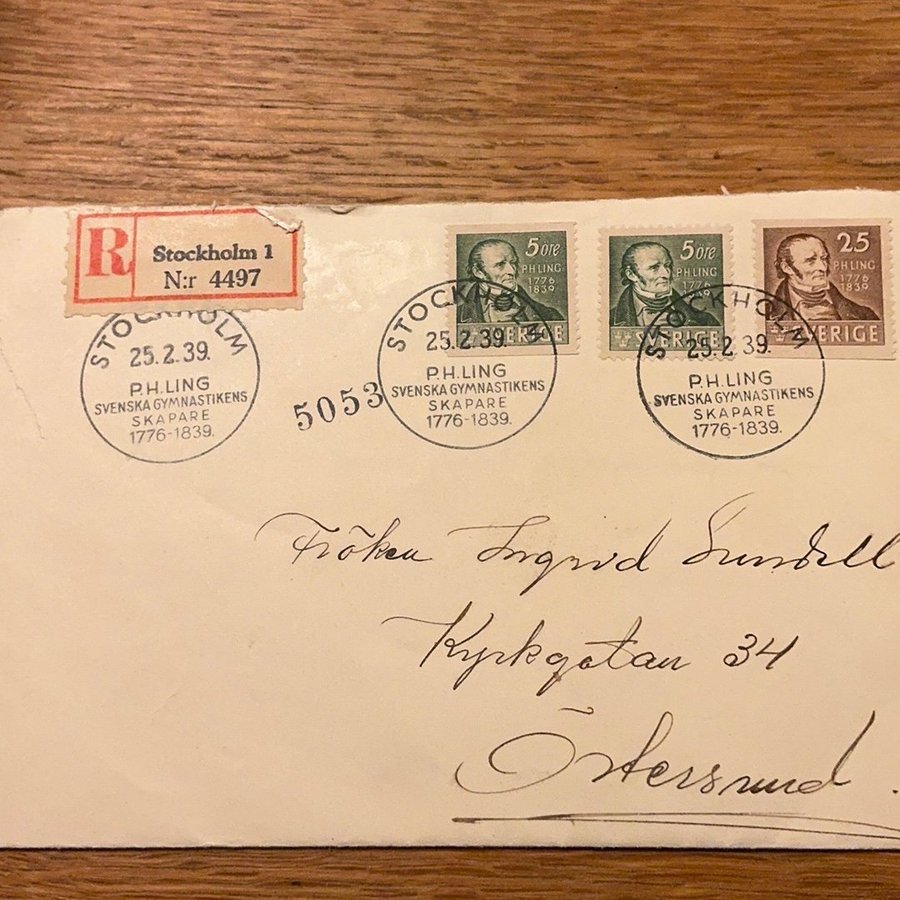 R
Stockholm 1
N:r 4497
STOCKHOLM
25.2.39.
P.H.LING
SVENSKA GYMNASTIKENS
SKAPARE
1776-1839.
5053
5 ÖRE
P.H LING
1776
1839
SVERIGE
STOCKHOLM
25.2.39.
P.H.LING
SVENSKA GYMNASTIKENS
SKAPARE
1776-1839.
5 ÖRE
P.H LING
1776
1839
SVERIGE
25
P.H LING
1776
1839
SVERIGE
STOCKHOLM
25.2.39.
P.H.LING
SVENSKA GYMNASTIKENS
SKAPARE
1776-1839.
Fröken Ingrid Sundell
Kyrkgatan 34
Östersund.